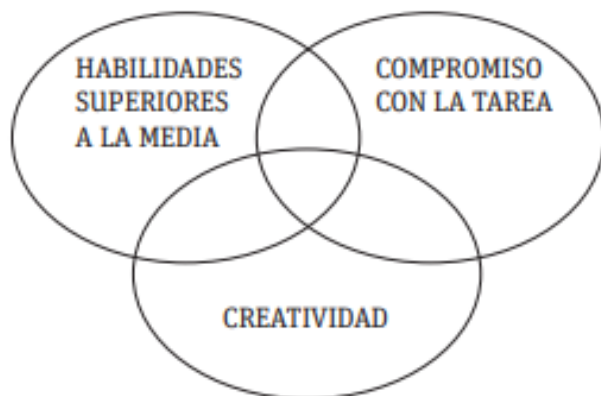 HABILIDADES
SUPERIORES
A LA MEDIA
COMPROMISO
CON LA TAREA
CREATIVIDAD